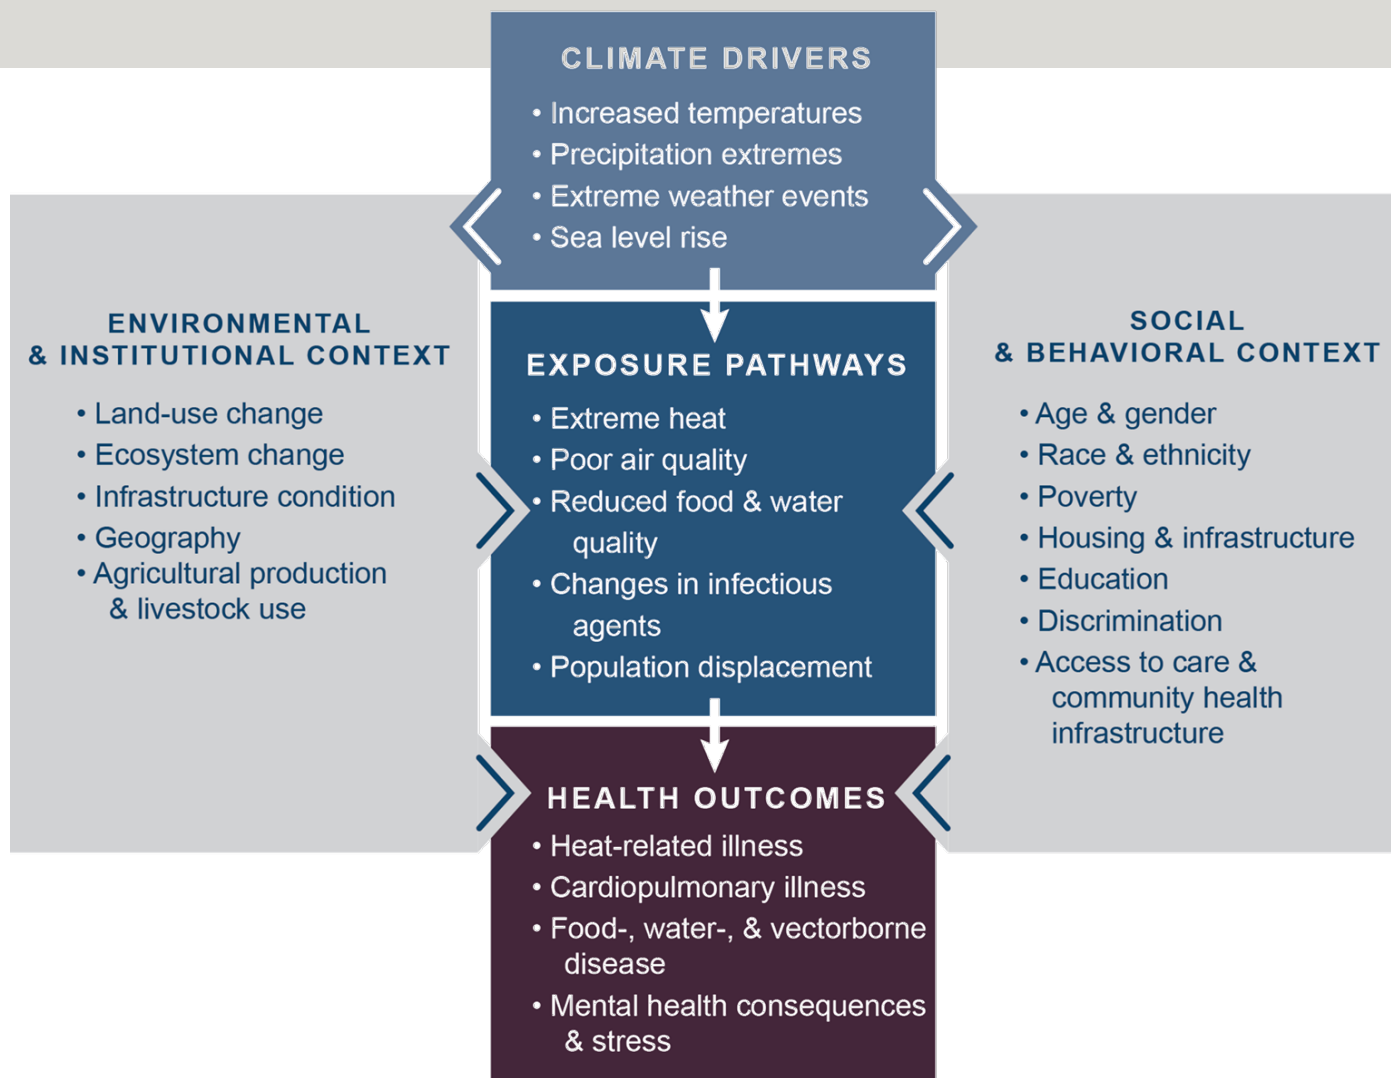 CLIMATE DRIVERS
• Increased temperatures
• Precipitation extremes
• Extreme weather events
• Sea level rise
ENVIRONMENTAL
& INSTITUTIONAL CONTEXT
• Land-use change
• Ecosystem change
• Infrastructure condition
• Geography
• Agricultural production
& livestock use
EXPOSURE PATHWAYS
• Extreme heat
• Poor air quality
• Reduced food & water
quality
• Changes in infectious
agents
• Population displacement
SOCIAL
& BEHAVIORAL CONTEXT
• Age & gender
• Race & ethnicity
• Poverty
• Housing & infrastructure
• Education
• Discrimination
• Access to care &
community health
infrastructure
HEALTH OUTCOMES
• Heat-related illness
• Cardiopulmonary illness
• Food-, water-, & vectorborne
disease
• Mental health consequences
& stress